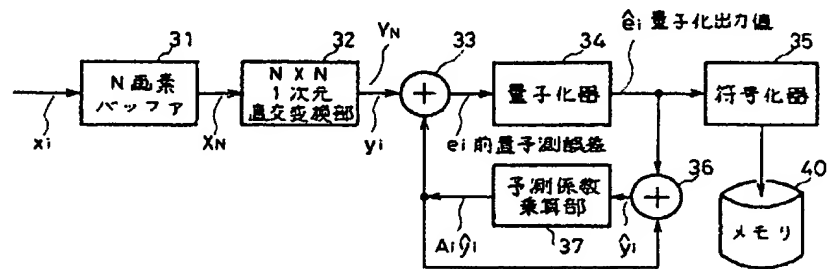 31
32
33
34
35
N画素
バッファ
N X N
1次元
直交変換部
YN
量子化器
êi 量子化出力値
符号化器
xi
XN
yi
ei 前置予測誤差
予測係数
乗算部
36
40
Aiŷi
37
ŷi
メモリ